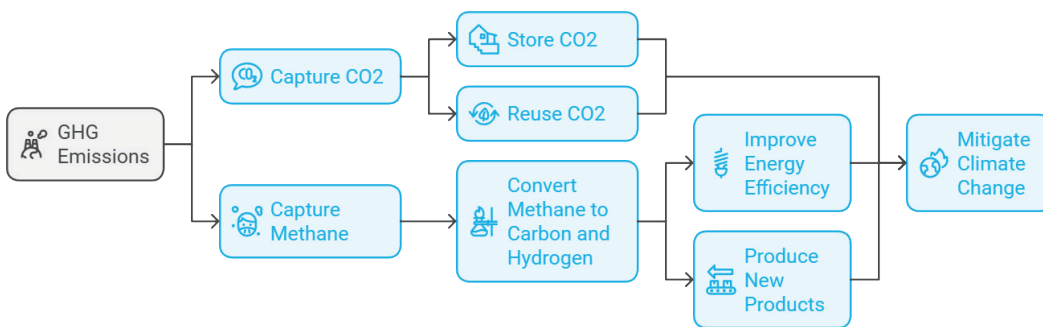 GHG
Emissions
Capture CO2
Store CO2
Reuse CO2
Capture
Methane
Convert
Methane to
Carbon and
Hydrogen
Improve
Energy
Efficiency
Produce
New
Products
Mitigate
Climate
Change
CO2